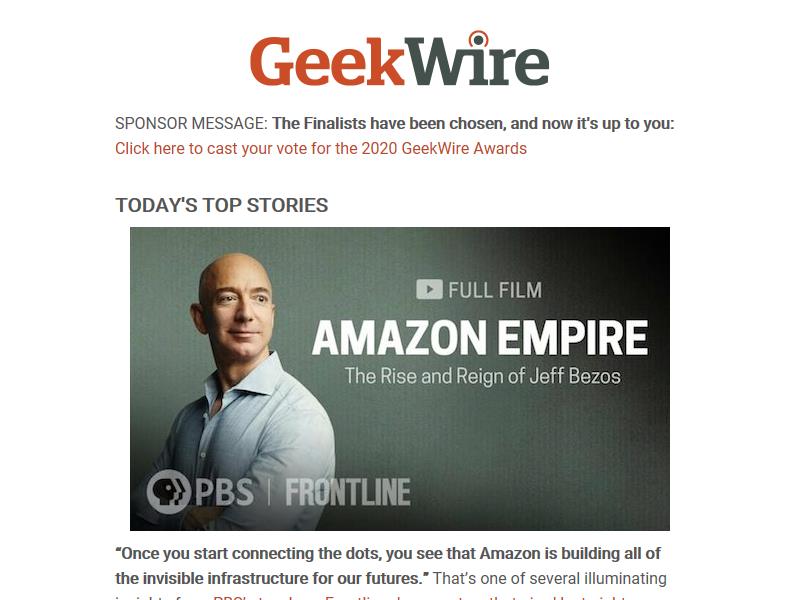 GeekWire
SPONSOR MESSAGE: The Finalists have been chosen, and now it's up to you:
Click here to cast your vote for the 2020 GeekWire Awards
TODAY'S TOP STORIES
FULL FILM
AMAZON EMPIRE
The Rise and Reign of Jeff Bezos
PBS | FRONTLINE
“Once you start connecting the dots, you see that Amazon is building all of
the invisible infrastructure for our futures.” That’s one of several illuminating